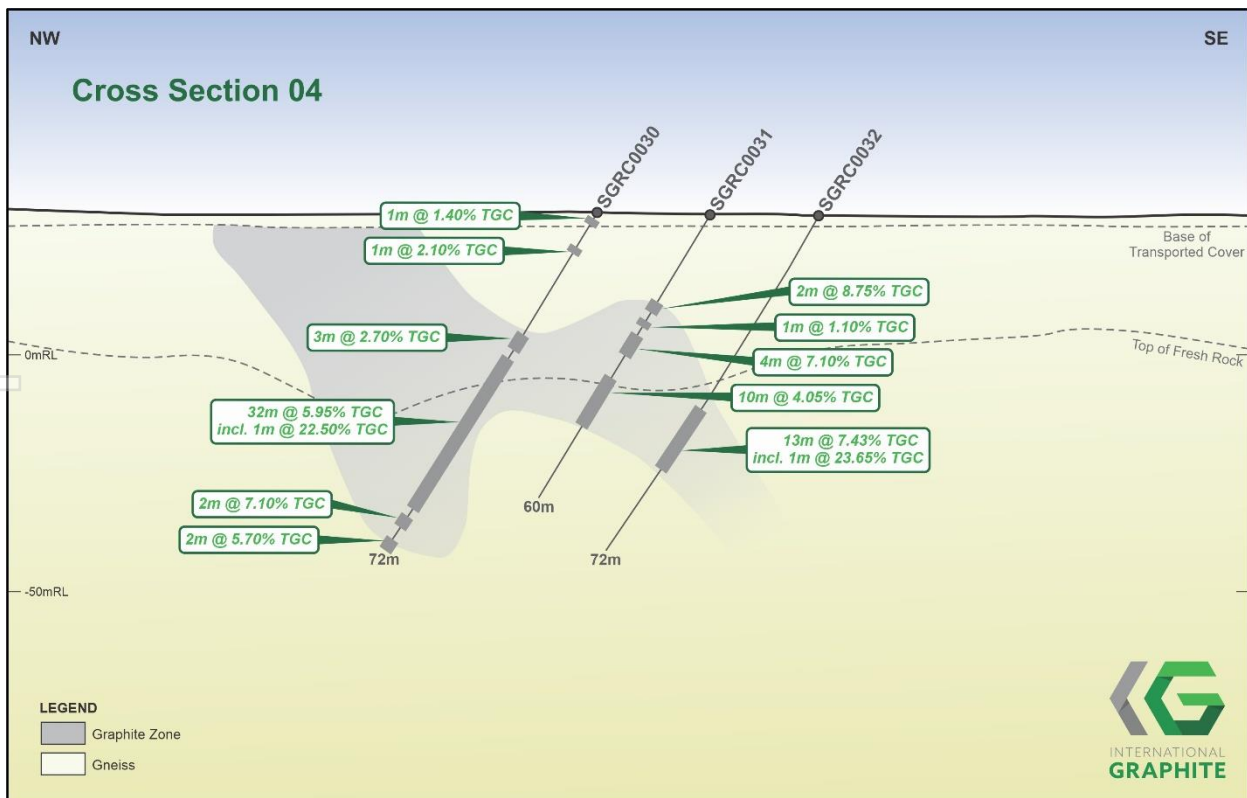 NW
SE
Cross Section 04
SGRC0030
SGRC0031
SGRC0032
1m @ 1.40% TGC
1m @ 2.10% TGC
Base of
Transported Cover
2m @ 8.75% TGC
1m @ 1.10% TGC
3m @ 2.70% TGC
0mRL
4m @ 7.10% TGC
Top of Fresh Rock
10m @ 4.05% TGC
32m @ 5.95% TGC
incl. 1m @ 22.50% TGC
13m @ 7.43% TGC
incl. 1m @ 23.65% TGC
2m @ 7.10% TGC
60m
2m @ 5.70% TGC
72m
72m
-50mRL
LEGEND
Graphite Zone
Gneiss
INTERNATIONAL
GRAPHITE